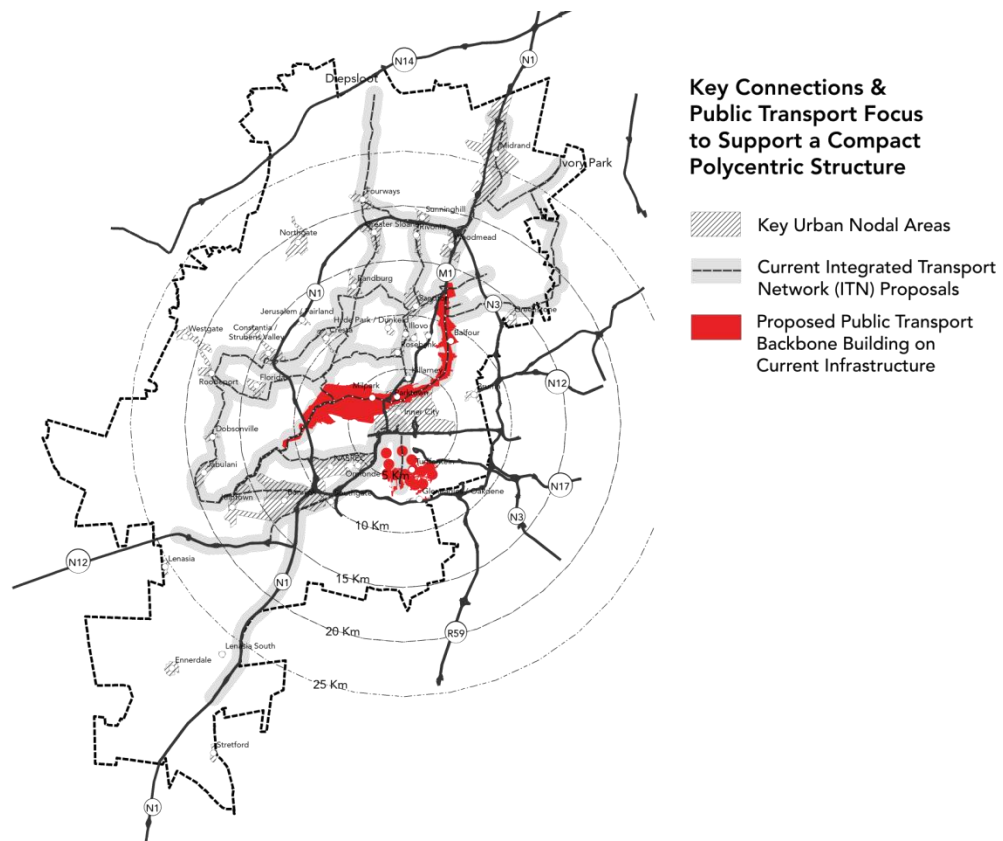 Key Connections &
Public Transport Focus
to Support a Compact
Polycentric Structure
Key Urban Nodal Areas
Current Integrated Transport
Network (ITN) Proposals
Proposed Public Transport
Backbone Building on
Current Infrastructure
N14
N1
Diepsloot
Midrand
Ivory Park
Fourways
Sunninghill
Northgate
Rivonia
M1
Randburg
N1
N3
Jerusalem / Fairland
Hyde Park / Dunkeld
Westgate
Constantia /
Strubens Valley
Illovo
Balfour
Rosebank
Roodeport
Florida
N12
Milpark
Inner City
Dobsonville
Jabulani
Ormonde
5 Km
N17
N3
10 Km
N12
Lenasia
15 Km
N1
20 Km
R59
Lenasia South
Ennerdale
25 Km
Stretford
N1